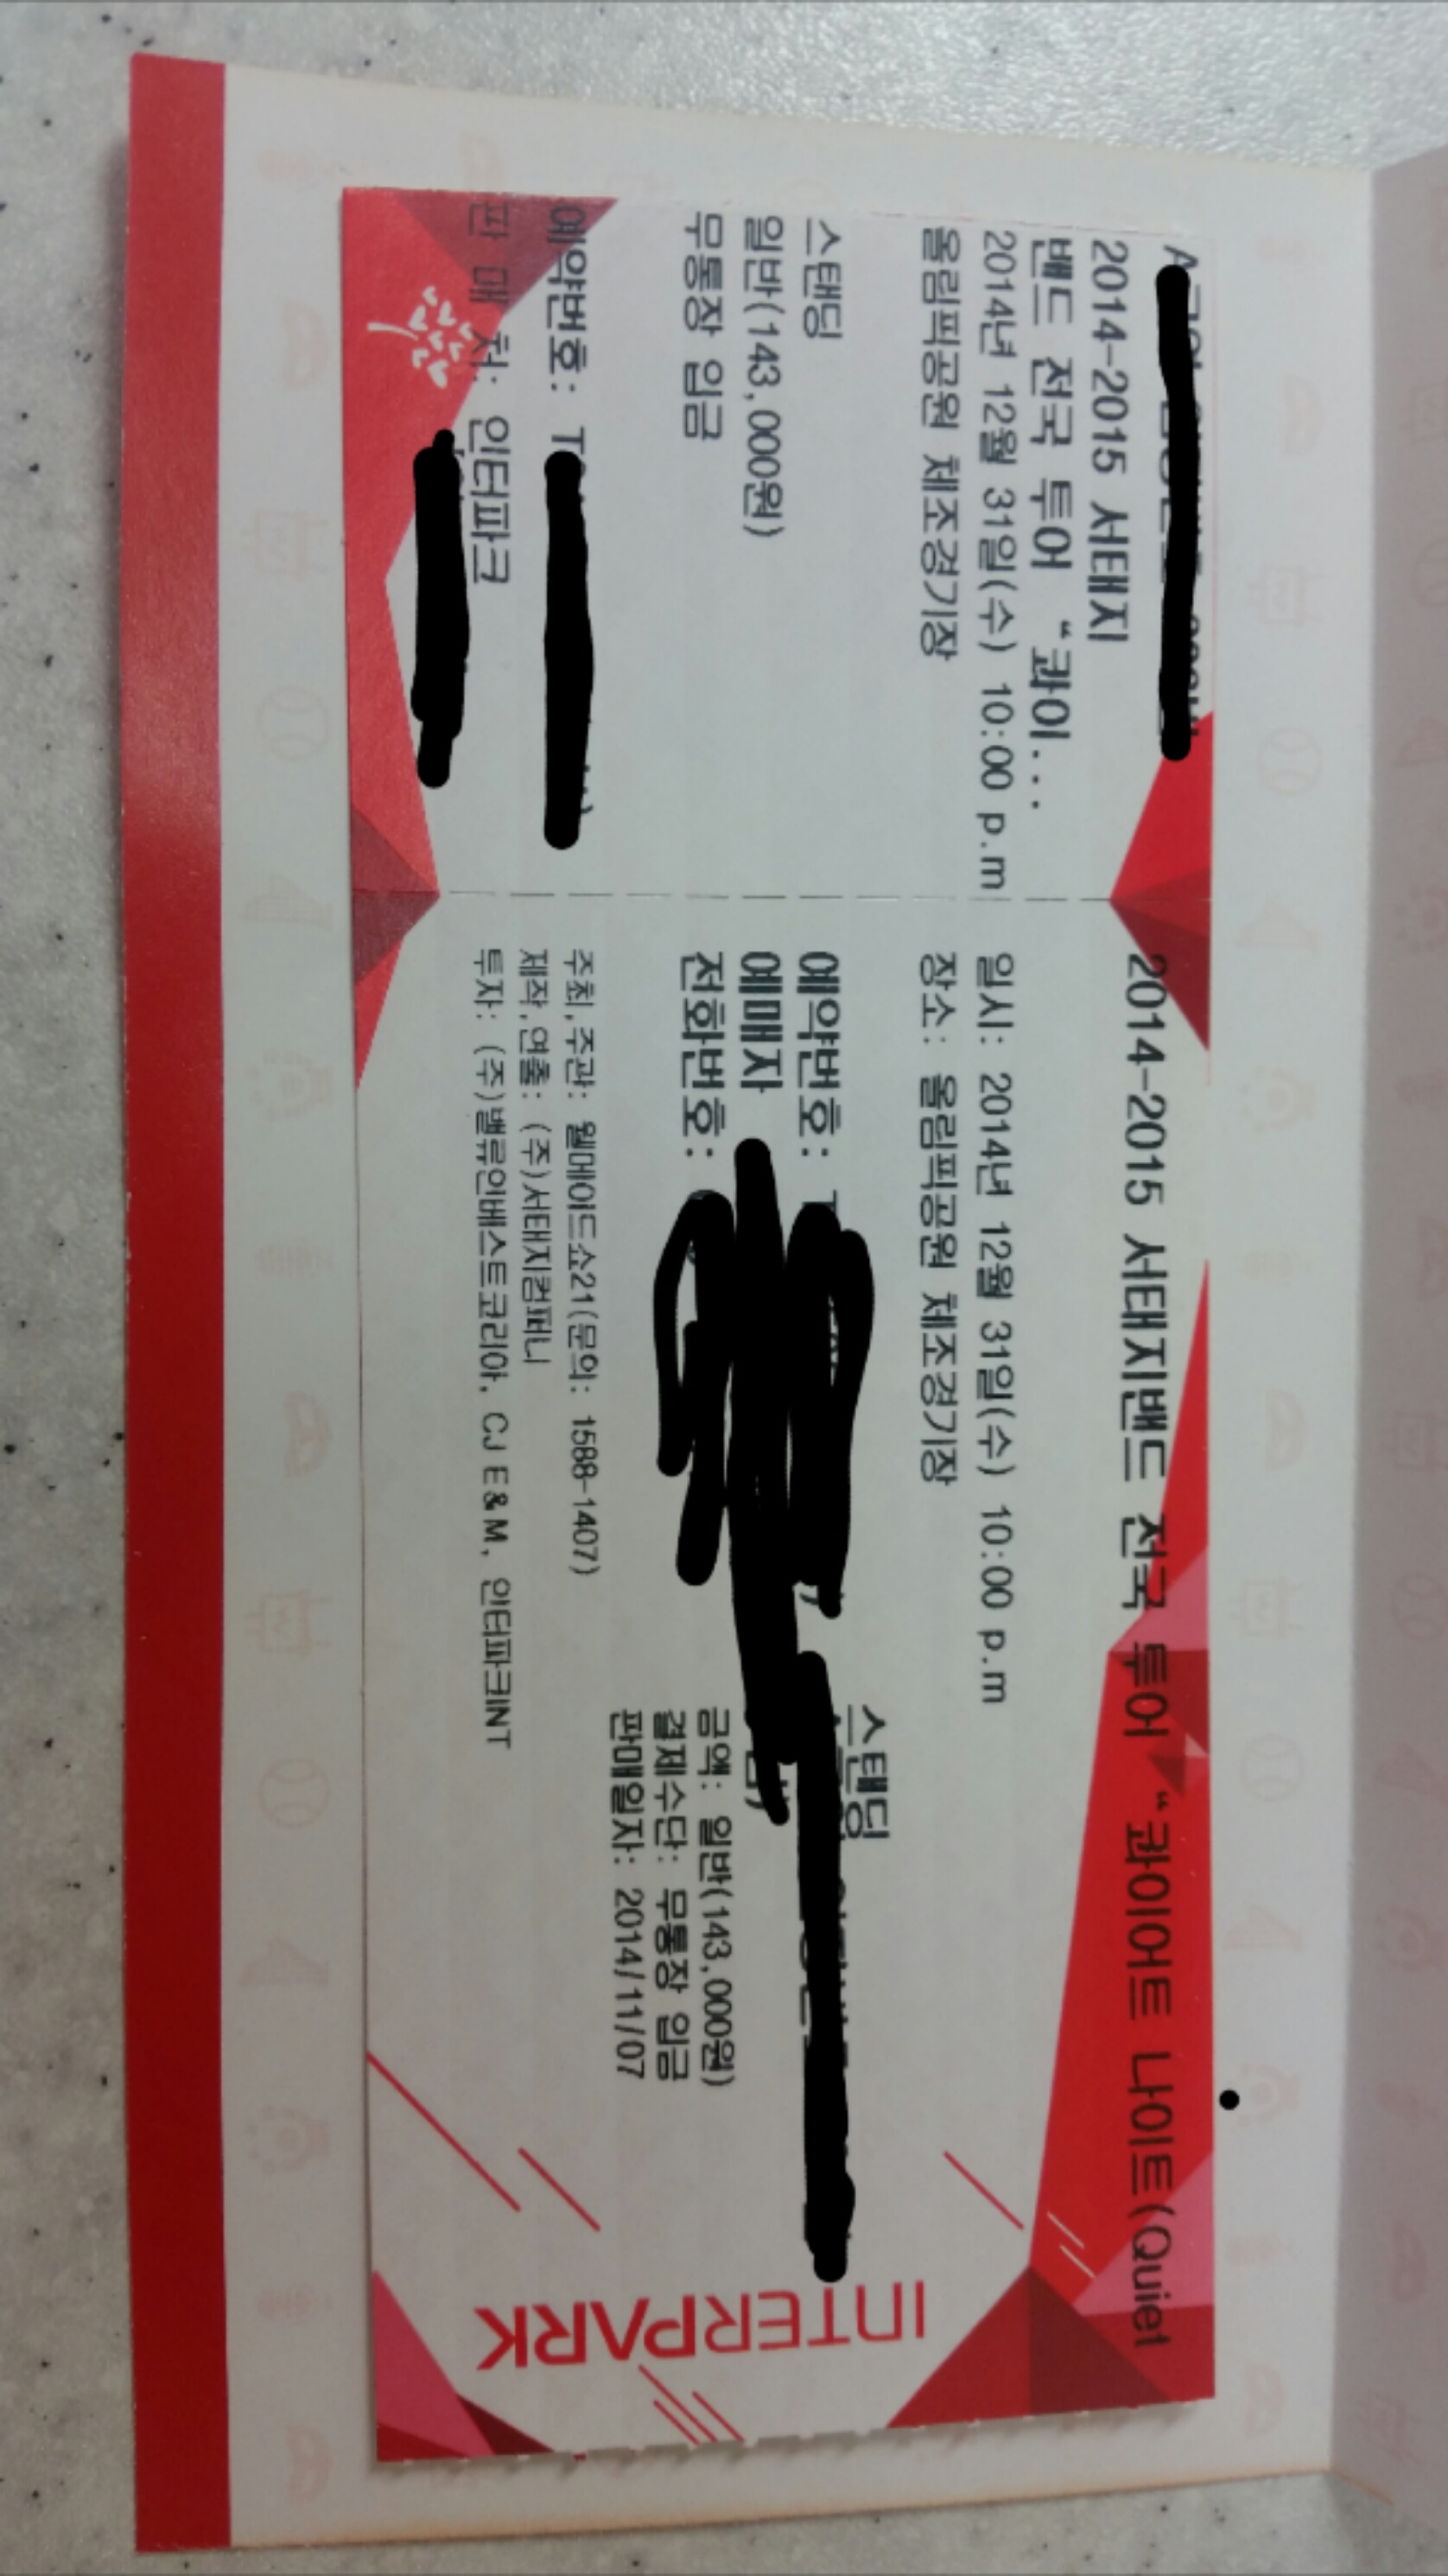 2014-2015 서태지
밴드 전국 투어 “콰이...
2014년 12월 31일(수) 10:00 p.m
올림픽공원 체조경기장
스탠딩
일반(143,000원)
무통장 입금
예약번호:
판 매 처: 인터파크
2014-2015 서태지밴드 전국 투어 “콰이어트 나이트(Quiet
일시: 2014년 12월 31일(수) 10:00 p.m
장소: 올림픽공원 체조경기장
예약번호:
예매자
전화번호:
스탠딩
금액: 일반(143,000원)
결제수단: 무통장 입금
판매일자: 2014/11/07
주최,주관: 웰메이드쇼21(문의: 1588-1407)
제작,연출: (주)서태지컴퍼니
투자: (주)밸류인베스트코리아, CJ E&M, 인터파크INT
INTERPARK